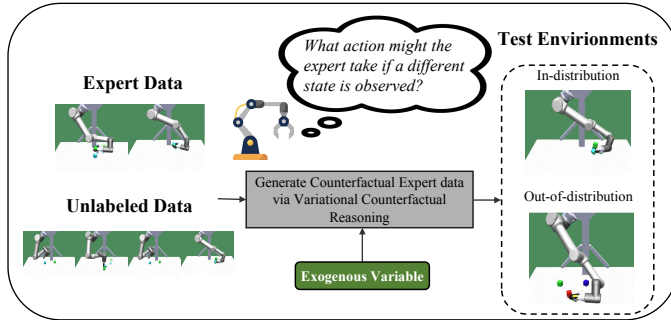 What action might the
expert take if a different
state is observed?
Test Envirionments
Expert Data
In-distribution
Generate Counterfactual Expert data
via Variational Counterfactual
Reasoning
Unlabeled Data
Out-of-distribution
Exogenous Variable